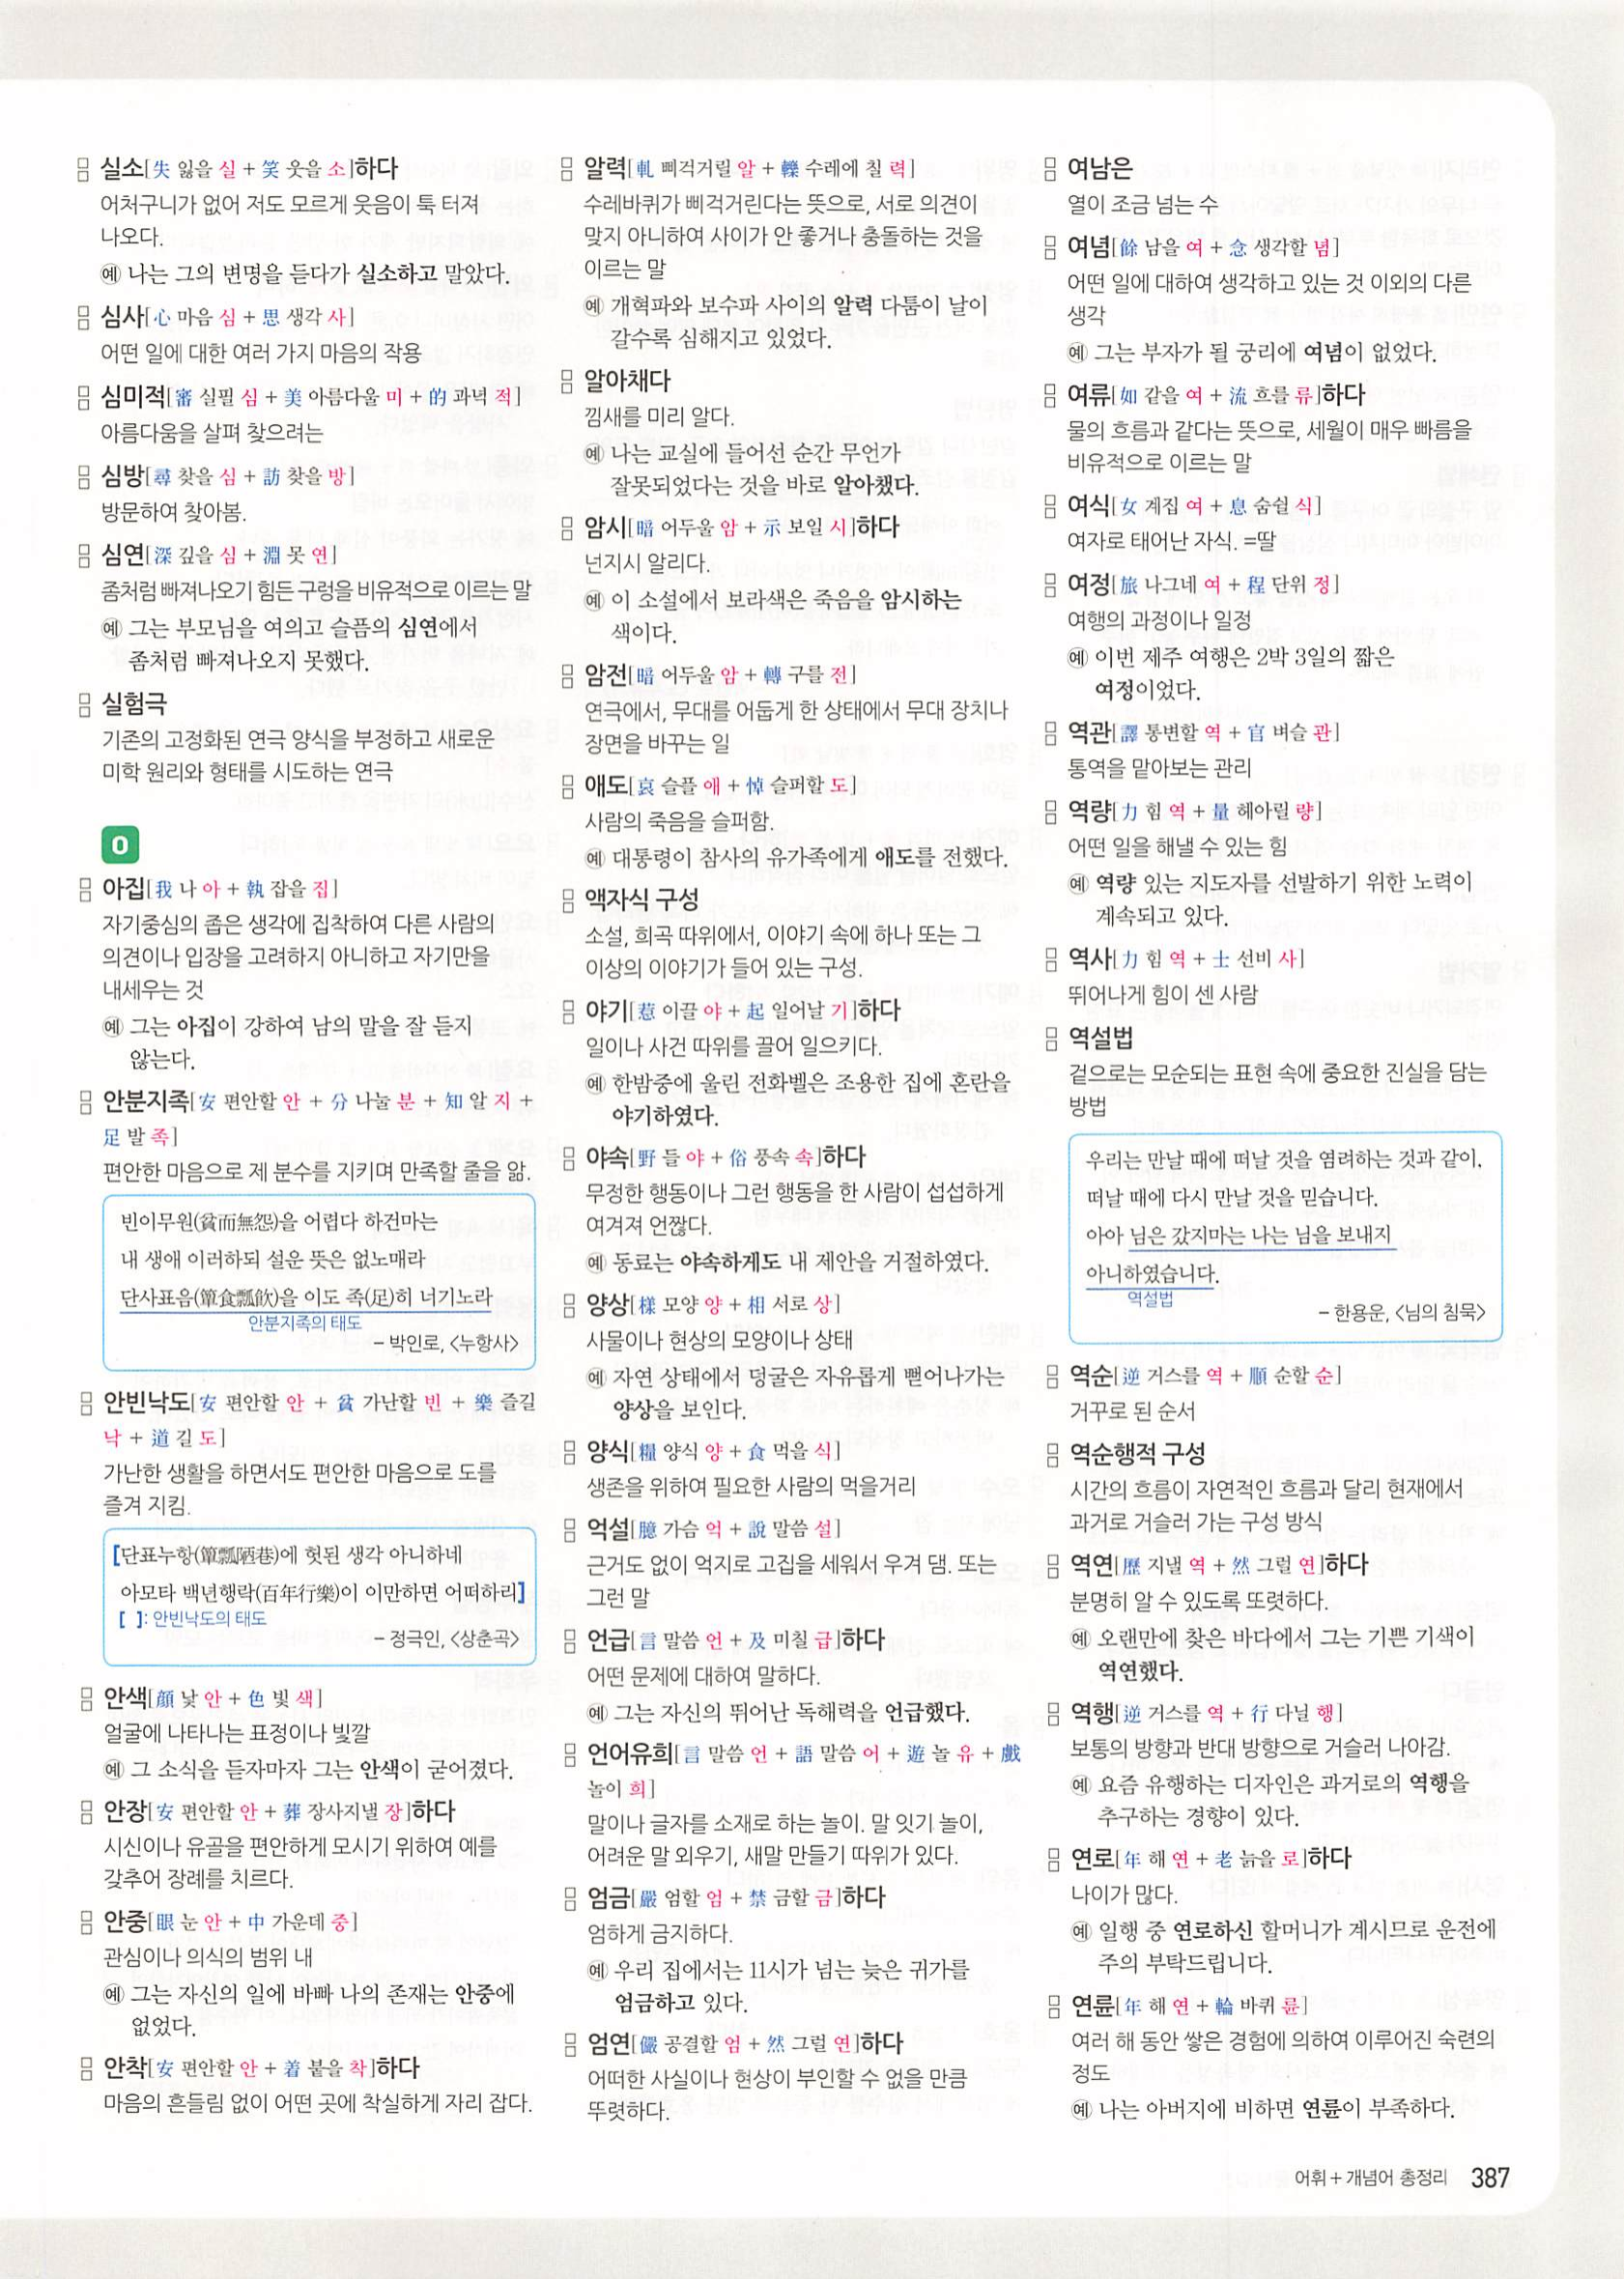 실소[失 잃을 실 + 笑 웃을 소]하다
어처구니가 없어 저도 모르게 웃음이 툭 터져
나오다.
예 나는 그의 변명을 듣다가 실소하고 말았다.
심사[心 마음 심 + 思 생각 사]
어떤 일에 대한 여러 가지 마음의 작용
심미적[審 살필 심 + 美 아름다울 미 + 的 과녁 적]
아름다움을 살펴 찾으려는
심방[尋 찾을 심 + 訪 찾을 방]
방문하여 찾아봄.
심연[深 깊을 심 + 淵 못 연]
좀처럼 빠져나오기 힘든 구렁을 비유적으로 이르는 말
예 그는 부모님을 여의고 슬픔의 심연에서
좀처럼 빠져나오지 못했다.
실험극
기존의 고정화된 연극 양식을 부정하고 새로운
미학 원리와 형태를 시도하는 연극
ㅇ
아집[我 나 아 + 執 잡을 집]
자기중심의 좁은 생각에 집착하여 다른 사람의
의견이나 입장을 고려하지 아니하고 자기만을
내세우는 것
예 그는 아집이 강하여 남의 말을 잘 듣지
않는다.
안분지족[安 편안할 안 + 分 나눌 분 + 知 알 지 +
足 발 족]
편안한 마음으로 제 분수를 지키며 만족할 줄을 앎.
빈이무원(貧而無怨)을 어렵다 하건마는
내 생애 이러하되 설운 뜻은 없노매라
단사표음(簞食瓢飮)을 이도 족(足)히 너기노라
안분지족의 태도
– 박인로, <누항사>
안빈낙도[安 편안할 안 + 貧 가난할 빈 + 樂 즐길
낙 + 道 길 도]
가난한 생활을 하면서도 편안한 마음으로 도를
즐겨 지킴.
[단표누항(簞瓢陋巷)에 헛된 생각 아니하네
아모타 백년행락(百年行樂)이 이만하면 어떠하리]
[ ]: 안빈낙도의 태도
– 정극인, <상춘곡>
안색[顔 낯 안 + 色 빛 색]
얼굴에 나타나는 표정이나 빛깔
예 그 소식을 듣자마자 그는 안색이 굳어졌다.
안장[安 편안할 안 + 葬 장사지낼 장]하다
시신이나 유골을 편안하게 모시기 위하여 예를
갖추어 장례를 치르다.
안중[眼 눈 안 + 中 가운데 중]
관심이나 의식의 범위 내
예 그는 자신의 일에 바빠 나의 존재는 안중에
없었다.
안착[安 편안할 안 + 着 붙을 착]하다
마음의 흔들림 없이 어떤 곳에 착실하게 자리 잡다.
알력[軋 삐걱거릴 알 + 轢 수레에 칠 력]
수레바퀴가 삐걱거린다는 뜻으로, 서로 의견이
맞지 아니하여 사이가 안 좋거나 충돌하는 것을
이르는 말
예 개혁파와 보수파 사이의 알력 다툼이 날이
갈수록 심해지고 있었다.
알아채다
낌새를 미리 알다.
예 나는 교실에 들어선 순간 무언가
잘못되었다는 것을 바로 알아챘다.
암시[暗 어두울 암 + 示 보일 시]하다
넌지시 알리다.
예 이 소설에서 보라색은 죽음을 암시하는
색이다.
암전[暗 어두울 암 + 轉 구를 전]
연극에서, 무대를 어둡게 한 상태에서 무대 장치나
장면을 바꾸는 일
애도[哀 슬플 애 + 悼 슬퍼할 도]
사람의 죽음을 슬퍼함.
예 대통령이 참사의 유가족에게 애도를 전했다.
액자식 구성
소설, 희곡 따위에서, 이야기 속에 하나 또는 그
이상의 이야기가 들어 있는 구성.
야기[惹 이끌 야 + 起 일어날 기]하다
일이나 사건 따위를 끌어 일으키다.
예 한밤중에 울린 전화벨은 조용한 집에 혼란을
야기하였다.
야속[野 들 야 + 俗 풍속 속]하다
무정한 행동이나 그런 행동을 한 사람이 섭섭하게
여겨져 언짢다.
예 동료는 야속하게도 내 제안을 거절하였다.
양상[樣 모양 양 + 相 서로 상]
사물이나 현상의 모양이나 상태
예 자연 상태에서 덩굴은 자유롭게 뻗어나가는
양상을 보인다.
양식[糧 양식 양 + 食 먹을 식]
생존을 위하여 필요한 사람의 먹을거리
억설[臆 가슴 억 + 說 말씀 설]
근거도 없이 억지로 고집을 세워서 우겨 댐. 또는
그런 말
언급[言 말씀 언 + 及 미칠 급]하다
어떤 문제에 대하여 말하다.
예 그는 자신의 뛰어난 독해력을 언급했다.
언어유희[言 말씀 언 + 語 말씀 어 + 遊 놀 유 + 戲
놀이 희]
말이나 글자를 소재로 하는 놀이. 말 잇기 놀이,
어려운 말 외우기, 새말 만들기 따위가 있다.
엄금[嚴 엄할 엄 + 禁 금할 금]하다
엄하게 금지하다.
예 우리 집에서는 11시가 넘는 늦은 귀가를
엄금하고 있다.
엄연[儼 공경할 엄 + 然 그럴 연]하다
어떠한 사실이나 현상이 부인할 수 없을 만큼
뚜렷하다.
여남은
열이 조금 넘는 수
여념[餘 남을 여 + 念 생각할 념]
어떤 일에 대하여 생각하고 있는 것 이외의 다른
생각
예 그는 부자가 될 궁리에 여념이 없었다.
여류[如 같을 여 + 流 흐를 류]하다
물의 흐름과 같다는 뜻으로, 세월이 매우 빠름을
비유적으로 이르는 말
여식[女 계집 여 + 息 숨쉴 식]
여자로 태어난 자식. =딸
여정[旅 나그네 여 + 程 단위 정]
여행의 과정이나 일정
예 이번 제주 여행은 2박 3일의 짧은
여정이었다.
역관[譯 통변할 역 + 官 벼슬 관]
통역을 맡아보는 관리
역량[力 힘 역 + 量 헤아릴 량]
어떤 일을 해낼 수 있는 힘
예 역량 있는 지도자를 선발하기 위한 노력이
계속되고 있다.
역사[力 힘 역 + 士 선비 사]
뛰어나게 힘이 센 사람
역설법
겉으로는 모순되는 표현 속에 중요한 진실을 담는
방법
우리는 만날 때에 떠날 것을 염려하는 것과 같이,
떠날 때에 다시 만날 것을 믿습니다.
아아 님은 갔지마는 나는 님을 보내지
아니하였습니다.
역설법
– 한용운, <님의 침묵>
역순[逆 거스를 역 + 順 순할 순]
거꾸로 된 순서
역순행적 구성
시간의 흐름이 자연적인 흐름과 달리 현재에서
과거로 거슬러 가는 구성 방식
역연[歷 지낼 역 + 然 그럴 연]하다
분명히 알 수 있도록 또렷하다.
예 오랜만에 찾은 바다에서 그는 기쁜 기색이
역연했다.
역행[逆 거스를 역 + 行 다닐 행]
보통의 방향과 반대 방향으로 거슬러 나아감.
예 요즘 유행하는 디자인은 과거로의 역행을
추구하는 경향이 있다.
연로[年 해 연 + 老 늙을 로]하다
나이가 많다.
예 일행 중 연로하신 할머니가 계시므로 운전에
주의 부탁드립니다.
연륜[年 해 연 + 輪 바퀴 륜]
여러 해 동안 쌓은 경험에 의하여 이루어진 숙련의
정도
예 나는 아버지에 비하면 연륜이 부족하다.
어휘 + 개념어 총정리 387